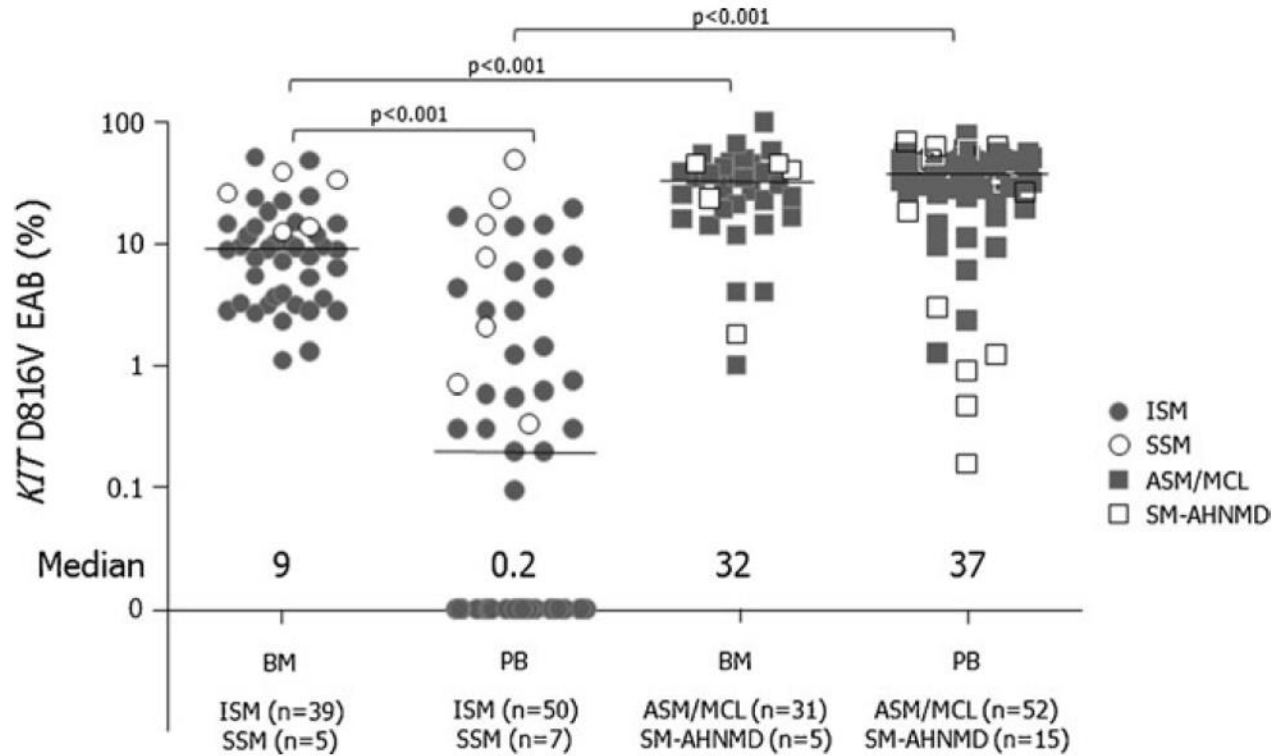 p<0.001
p<0.001
p<0.001
KIT D816V EAB (%)
100
10
1
0.1
0
Median 9 0.2 32 37
ISM
SSM
ASM/MCL
SM-AHNMD
BM PB BM PB
ISM (n=39) ISM (n=50) ASM/MCL (n=31) ASM/MCL (n=52)
SSM (n=5) SSM (n=7) SM-AHNMD (n=5) SM-AHNMD (n=15)